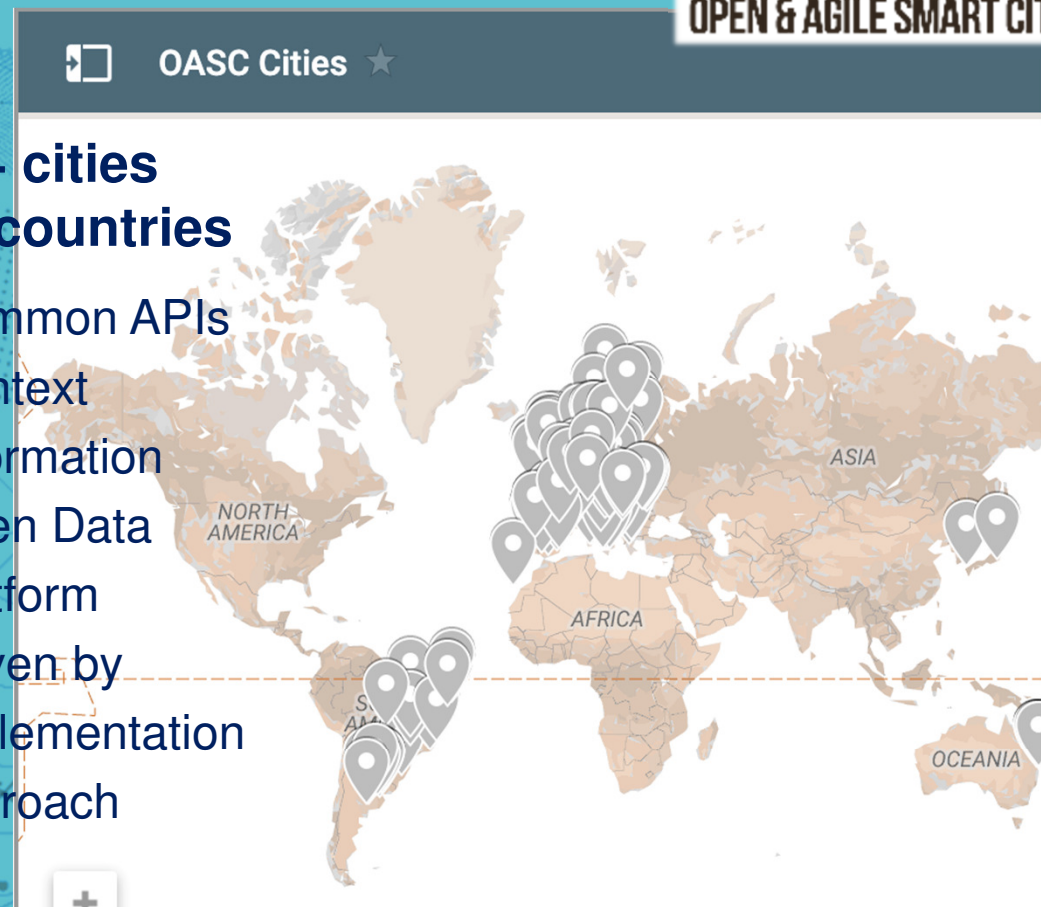 OPEN & AGILE SMART CIT
OASC Cities
cities
countries
mmon APIs
ntext
ormation
en Data
tform
ven by
lementation
roach
NORTH
AMERICA
ASIA
AFRICA
OCEANIA
+